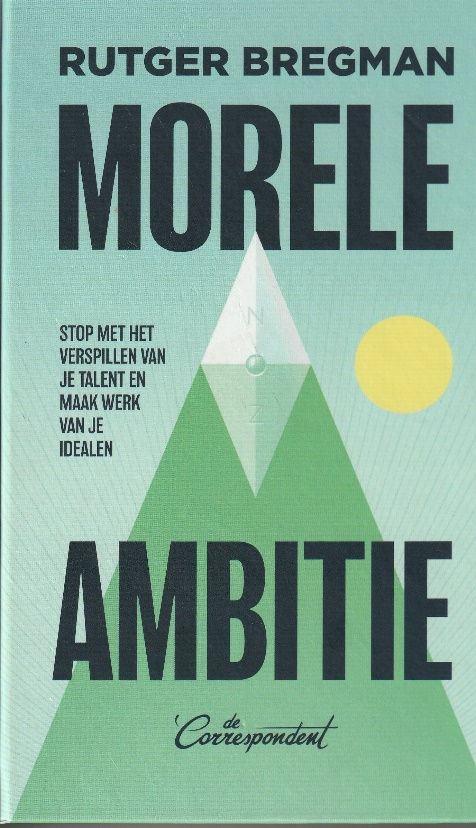 RUTGER BREGMAN
MORELE
N
STOP MET HET
VERSPILLEN VAN
JE TALENT EN
MAAK WERK
VAN JE
IDEALEN
Z
AMBITIE
de
Correspondent